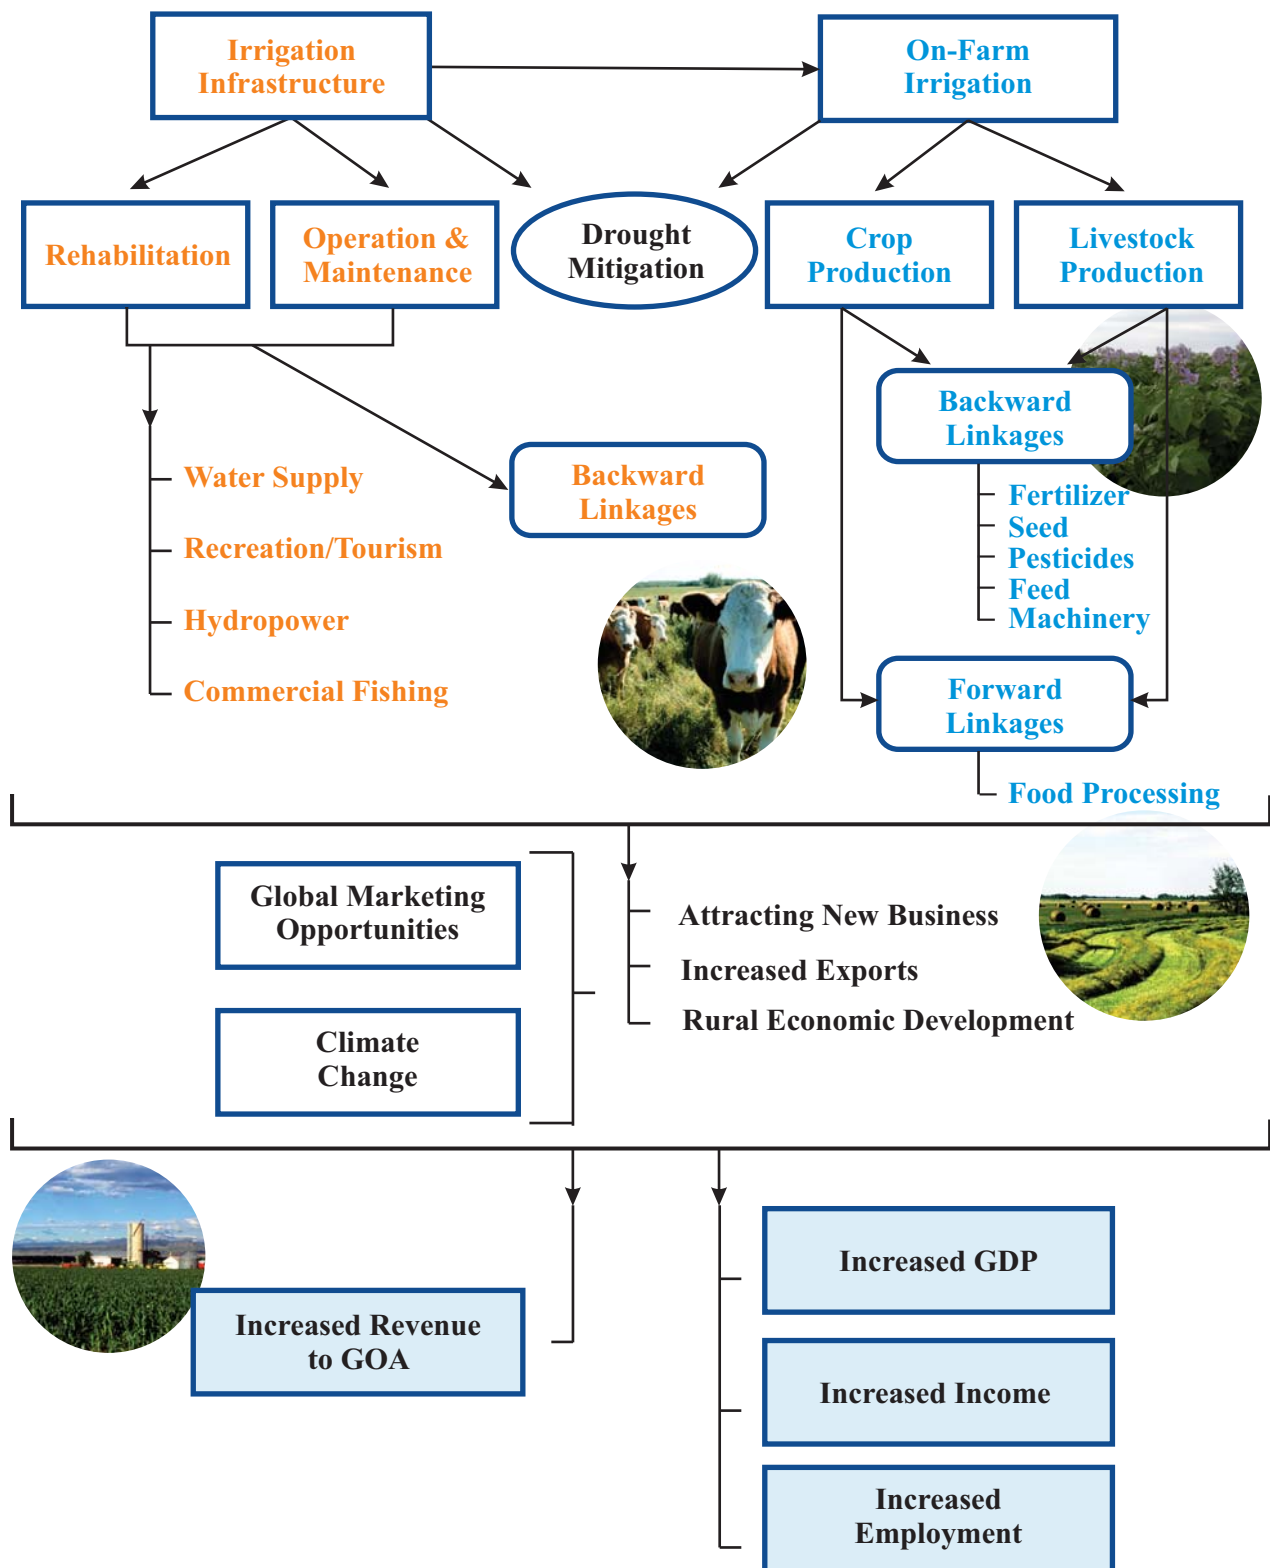 Irrigation
Infrastructure
On-Farm
Irrigation
Rehabilitation
Operation &
Maintenance
Drought
Mitigation
Crop
Production
Livestock
Production
Water Supply
Recreation/Tourism
Hydropower
Commercial Fishing
Backward
Linkages
Backward
Linkages
Fertilizer
Seed
Pesticides
Feed
Machinery
Forward
Linkages
Food Processing
Global Marketing
Opportunities
Climate
Change
Attracting New Business
Increased Exports
Rural Economic Development
Increased Revenue
to GOA
Increased GDP
Increased Income
Increased
Employment